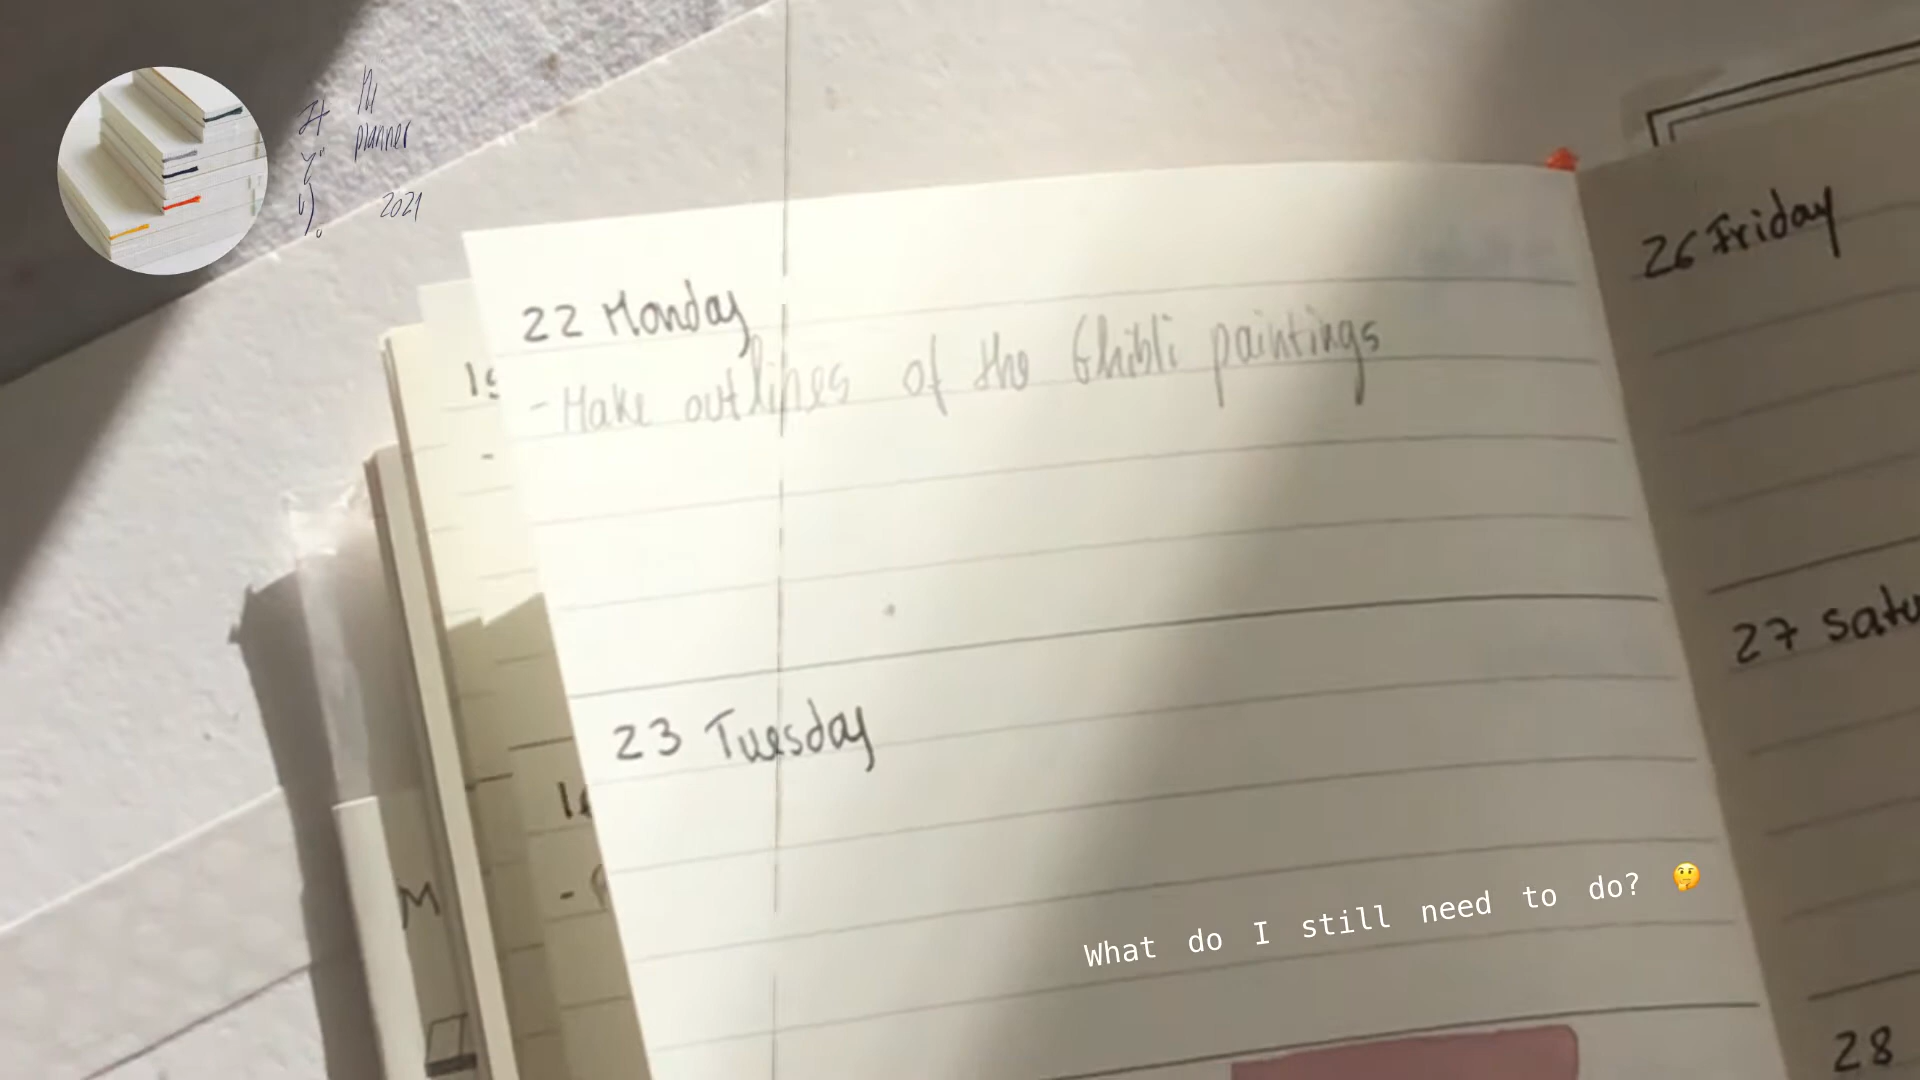 planner
2021
22 Monday
- Make outlines of the Ghibli paintings
23 Tuesday
26 Friday
27 Satu
28
M
What do I still need to do? 🤔